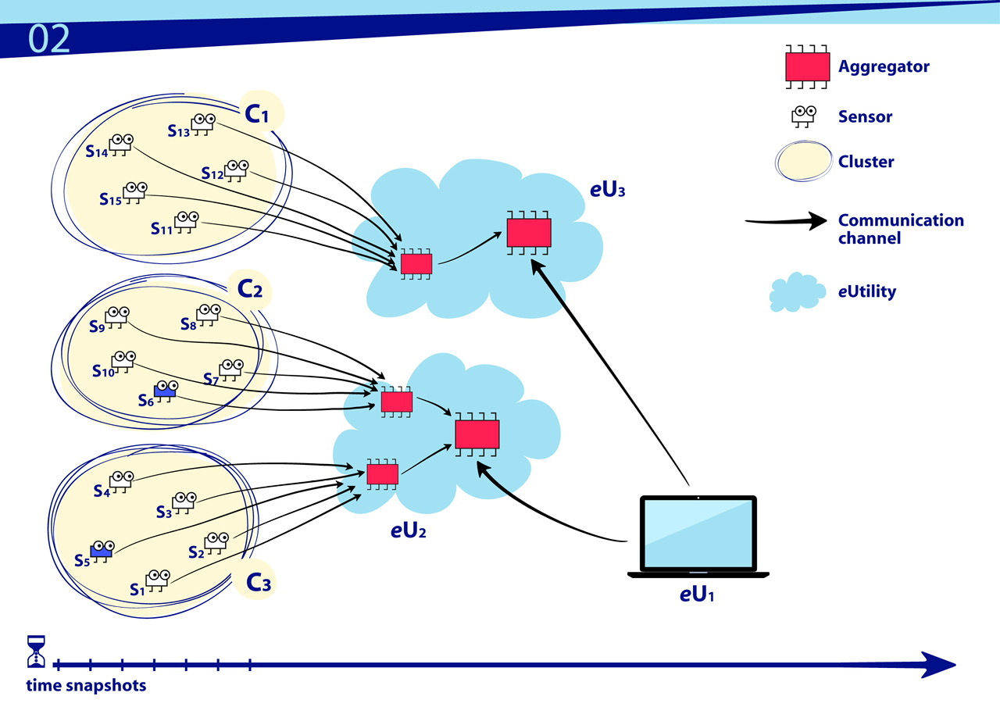 02
C1
S13
S14
S12
S15
S11
eU3
C2
S9
S8
S10
S7
S6
S4
S3
S5
S2
S1
C3
eU2
eU1
Aggregator
Sensor
Cluster
Communication
channel
eUtility
time snapshots